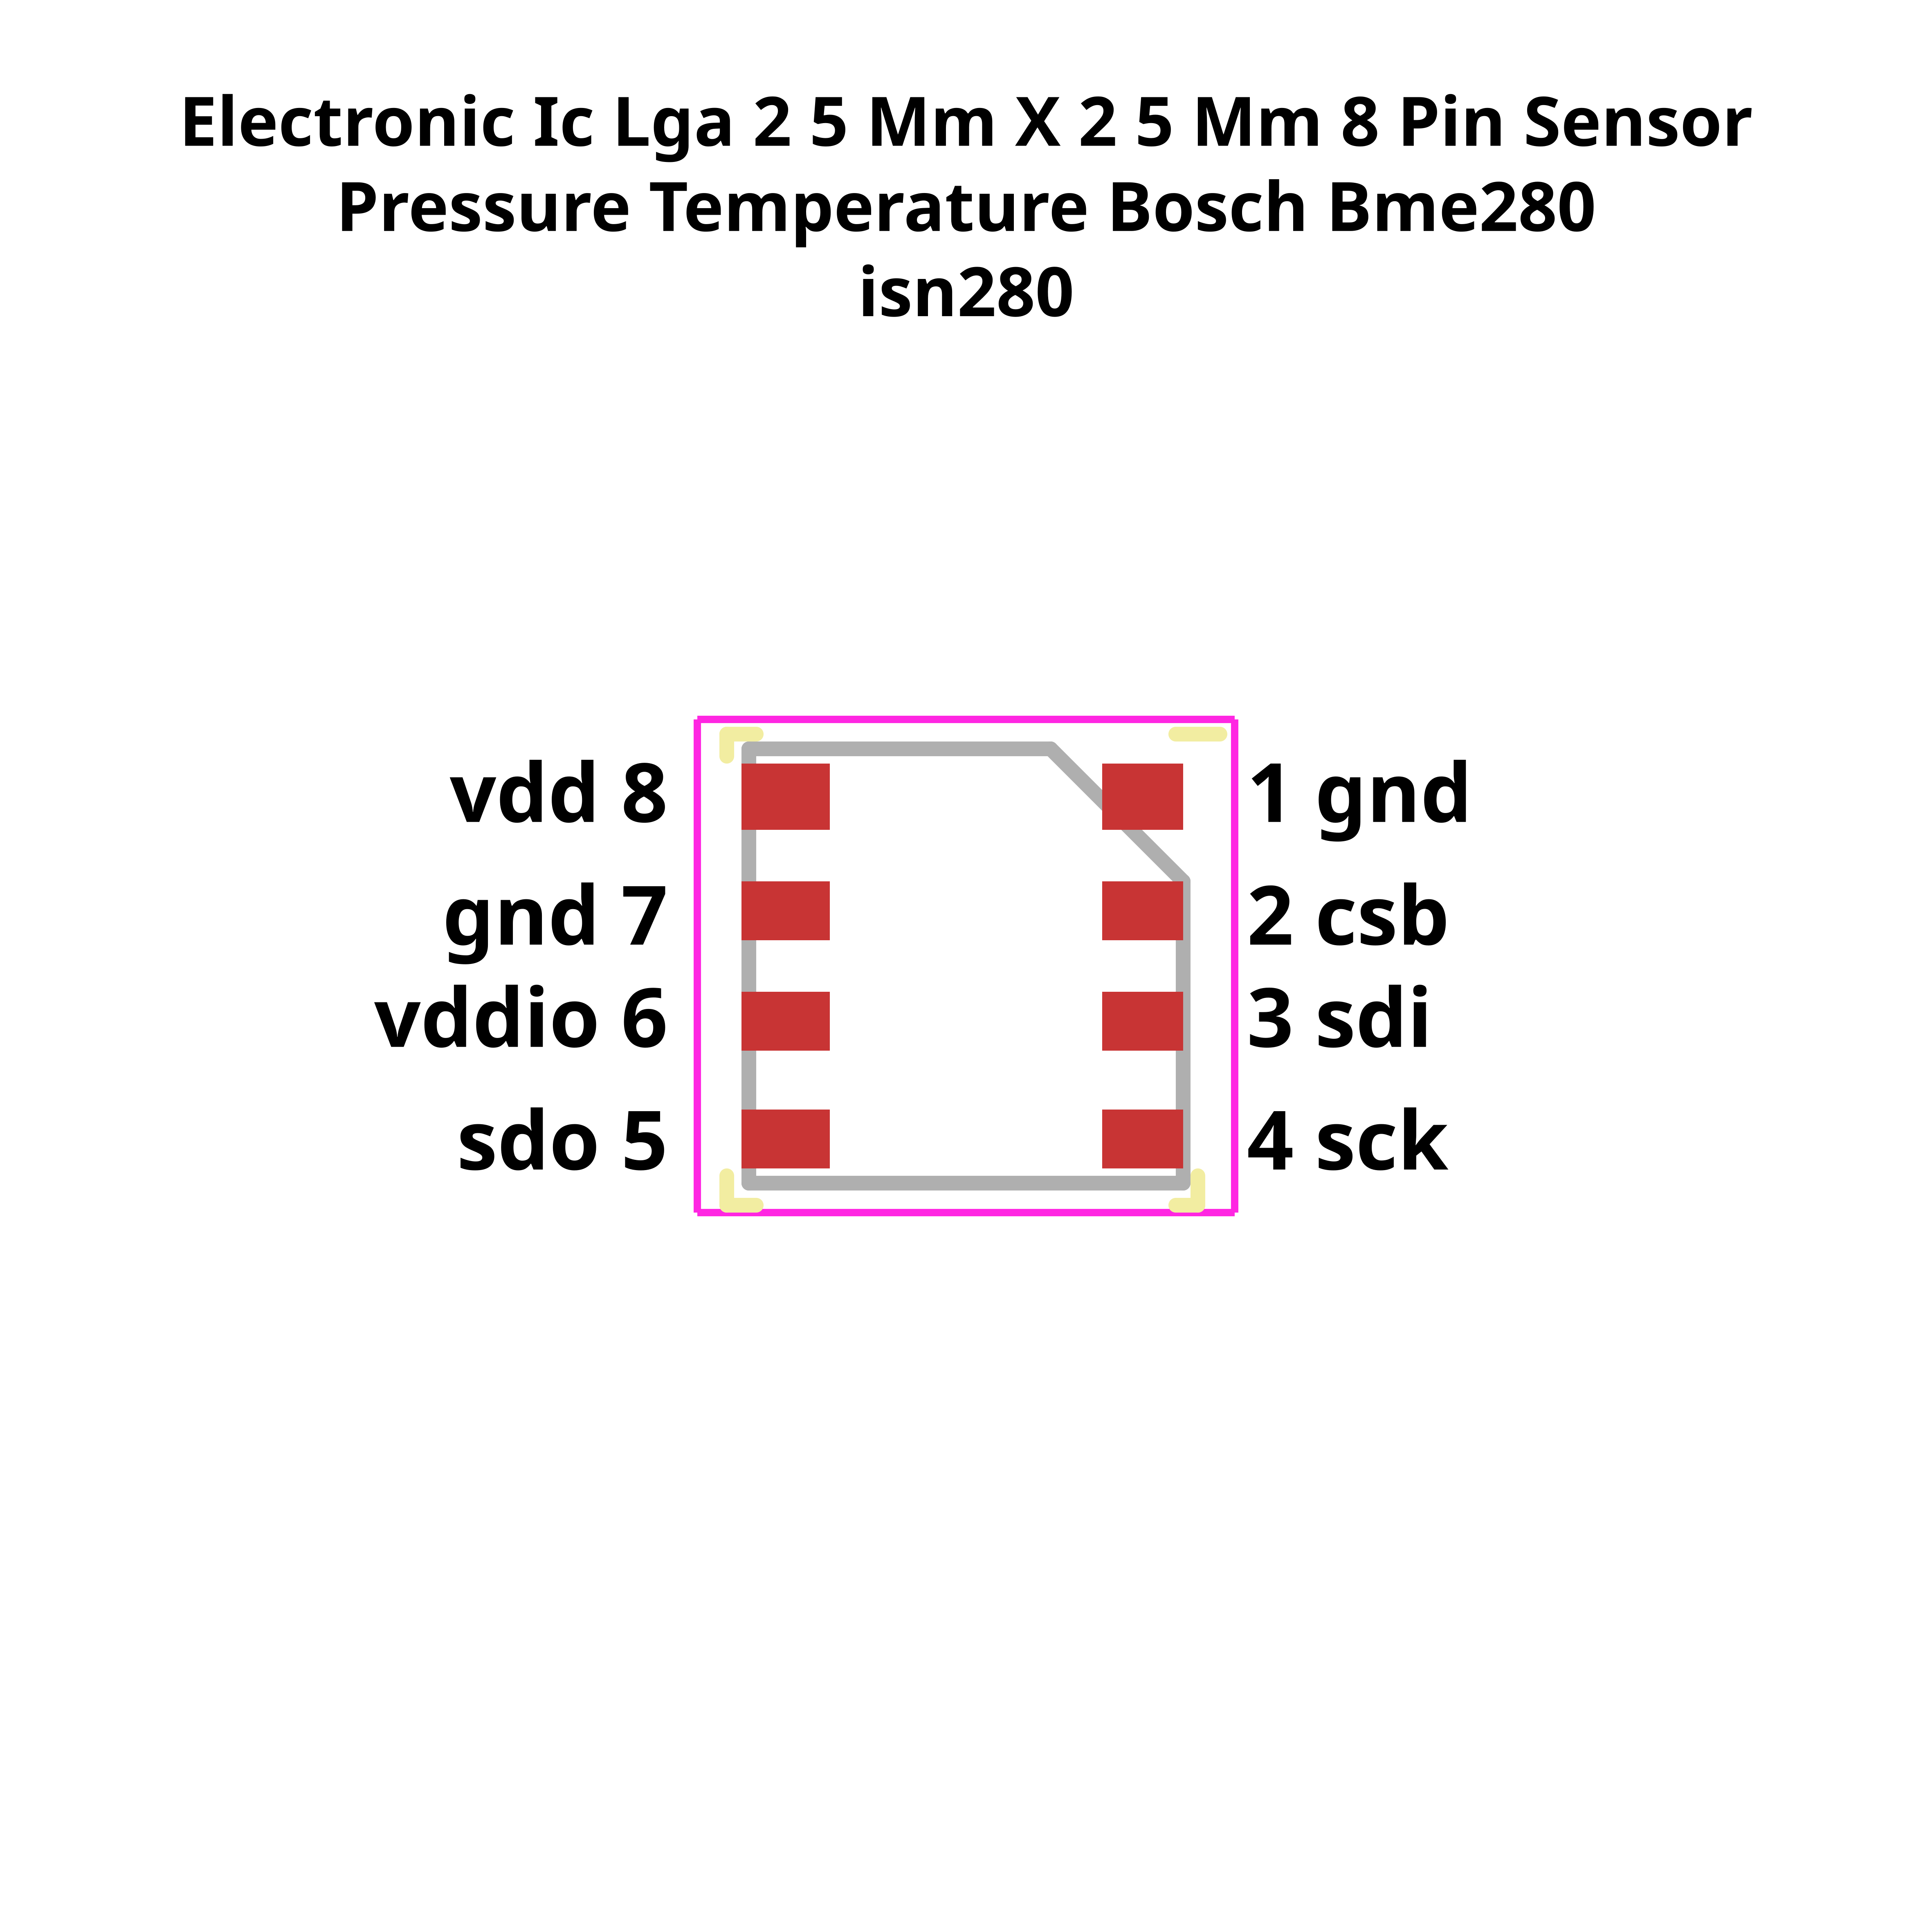 Electronic Ic Lga 2 5 Mm X 2 5 Mm 8 Pin Sensor
Pressure Temperature Bosch Bme280
isn280
vdd 8
1 gnd
gnd 7
2 csb
vddio 6
3 sdi
sdo 5
4 sck